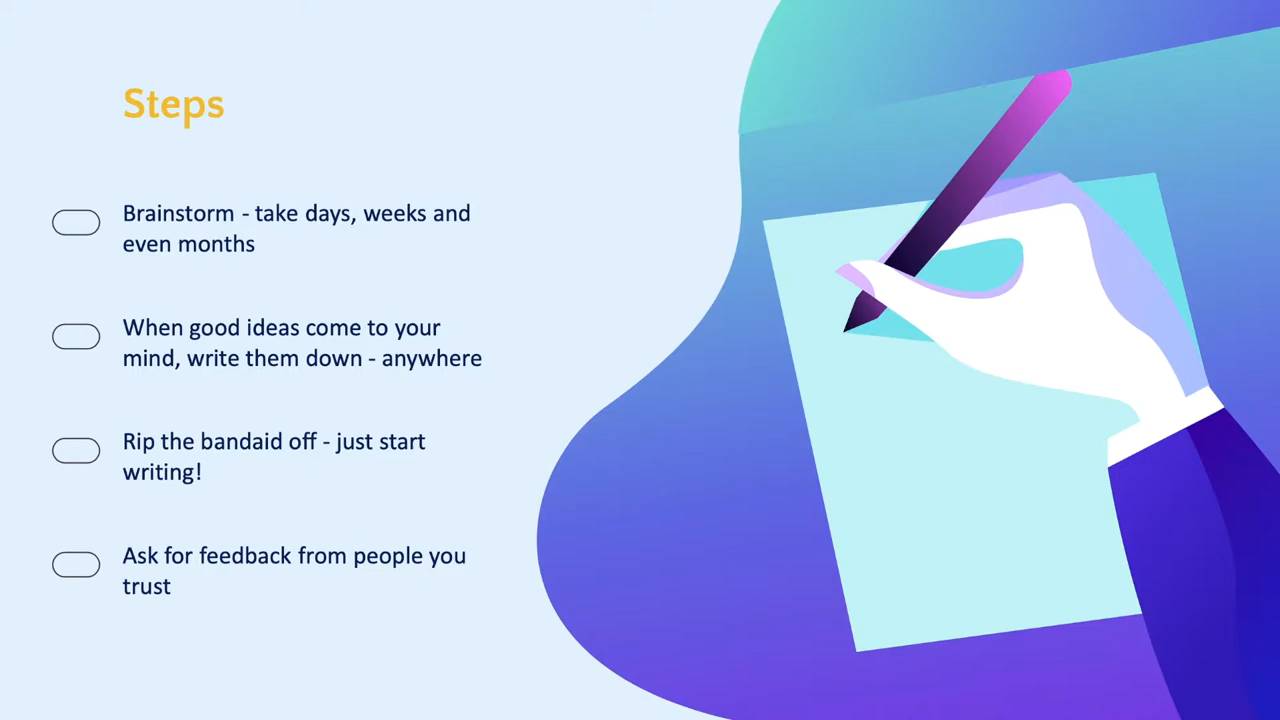 Steps
Brainstorm - take days, weeks and
even months
When good ideas come to your
mind, write them down - anywhere
Rip the bandaid off - just start
writing!
Ask for feedback from people you
trust